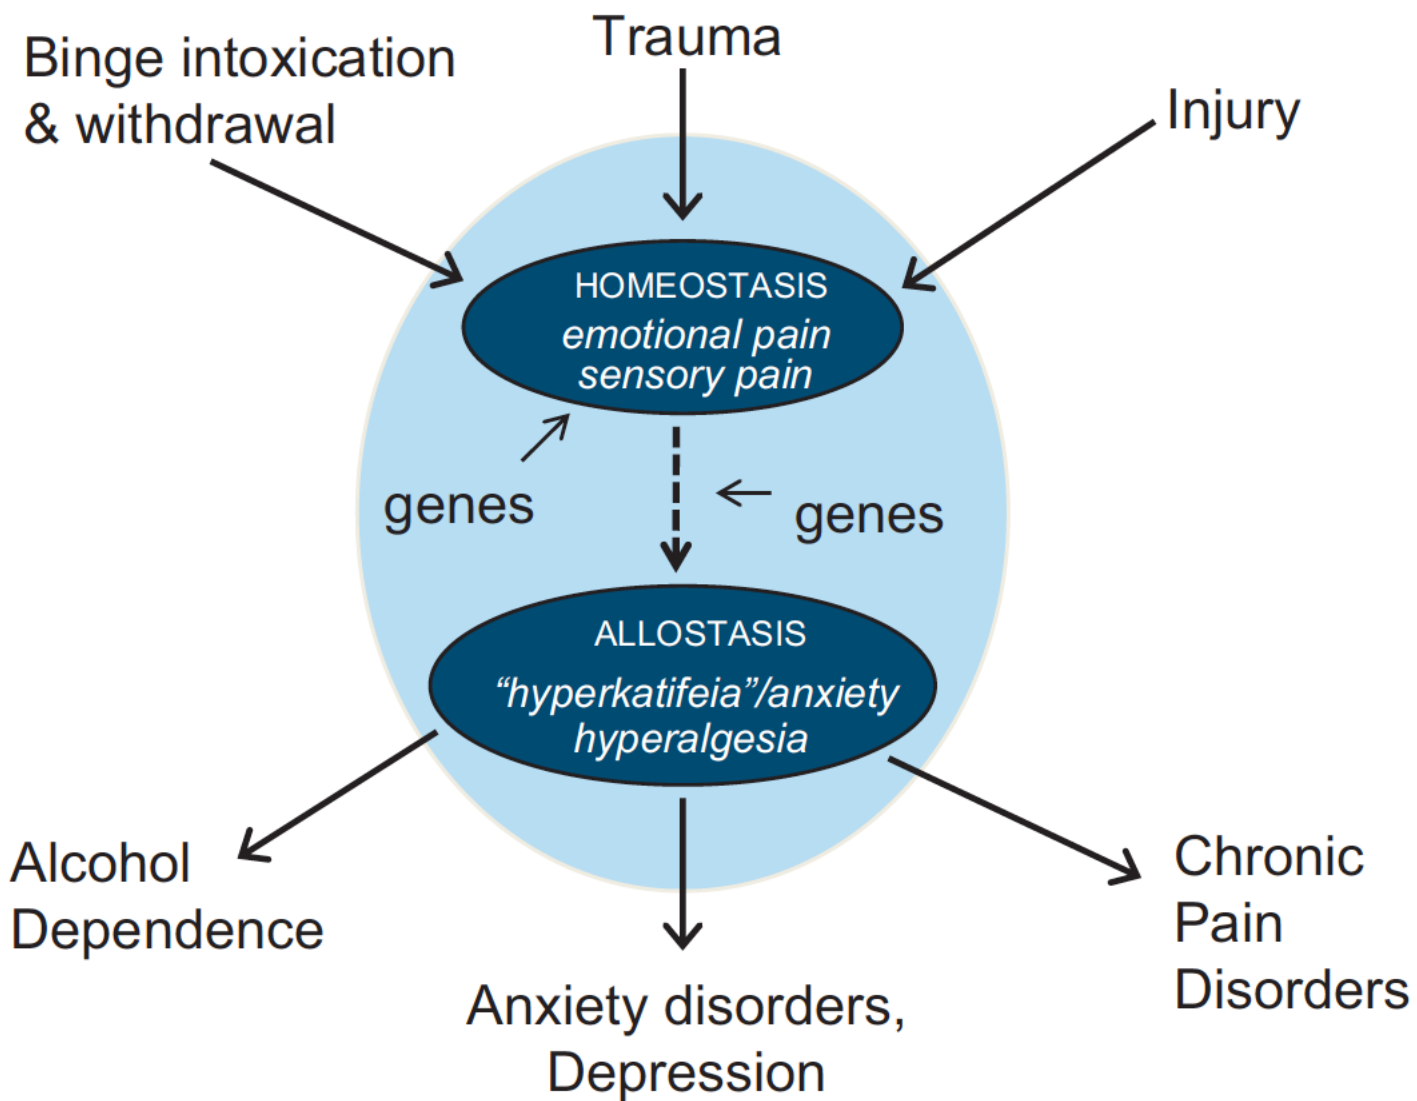 Binge intoxication
& withdrawal
Trauma
Injury
HOMEOSTASIS
emotional pain
sensory pain
genes
genes
ALLOSTASIS
“hyperkatifeia”/anxiety
hyperalgesia
Alcohol
Dependence
Anxiety disorders,
Depression
Chronic
Pain
Disorders